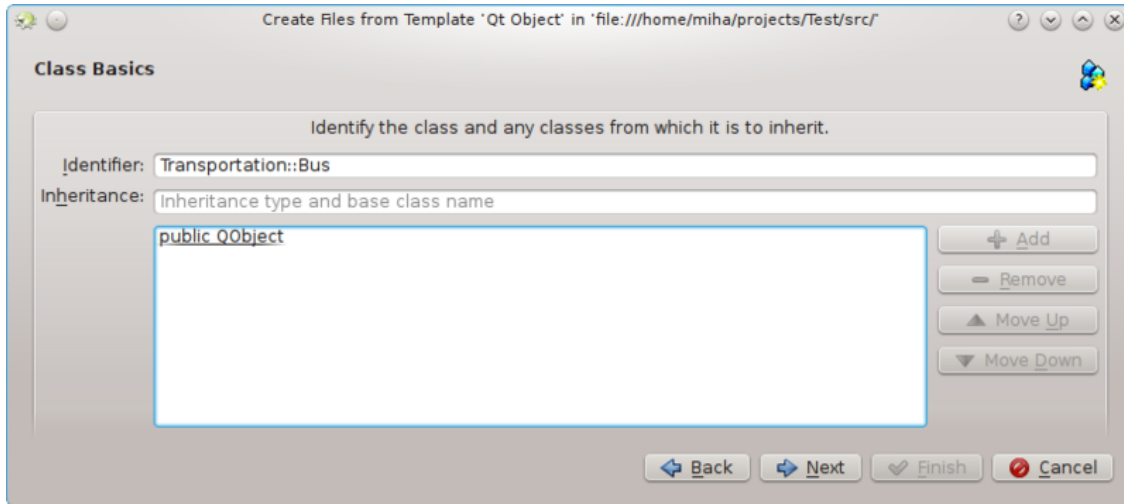 Create Files from Template 'Qt Object' in 'file:///home/miha/projects/Test/src/'
Class Basics
Identify the class and any classes from which it is to inherit.
Identifier: Transportation::Bus
Inheritance: Inheritance type and base class name
public QObject
Add
Remove
Move Up
Move Down
Back Next Finish Cancel